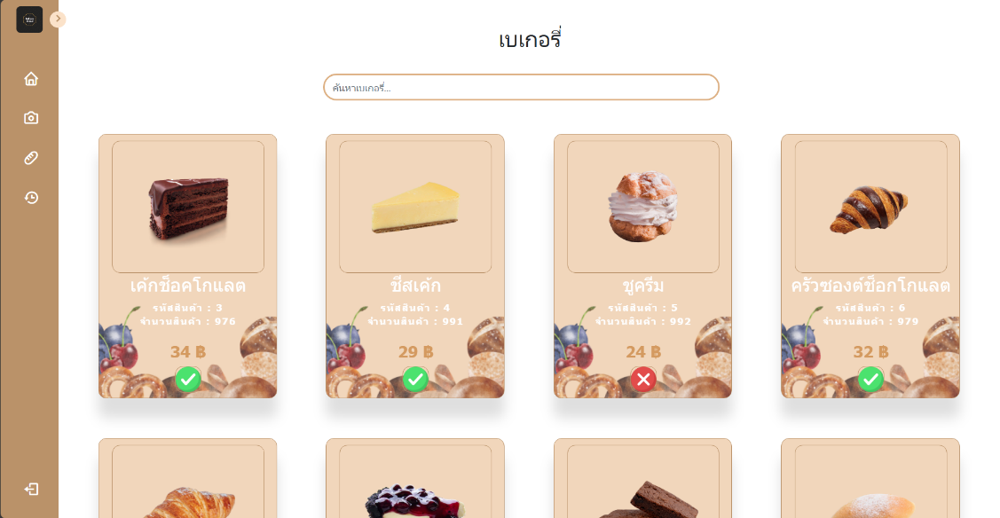 เบเกอรี่
ค้นหาเบเกอรี่...
เค้กช็อคโกแลต
รหัสสินค้า : 3
จำนวนสินค้า : 976
34 ฿
ชีสเค้ก
รหัสสินค้า : 4
จำนวนสินค้า : 991
29 ฿
ชูครีม
รหัสสินค้า : 5
จำนวนสินค้า : 992
24 ฿
ครัวซองต์ช็อกโกแลต
รหัสสินค้า : 6
จำนวนสินค้า : 979
32 ฿